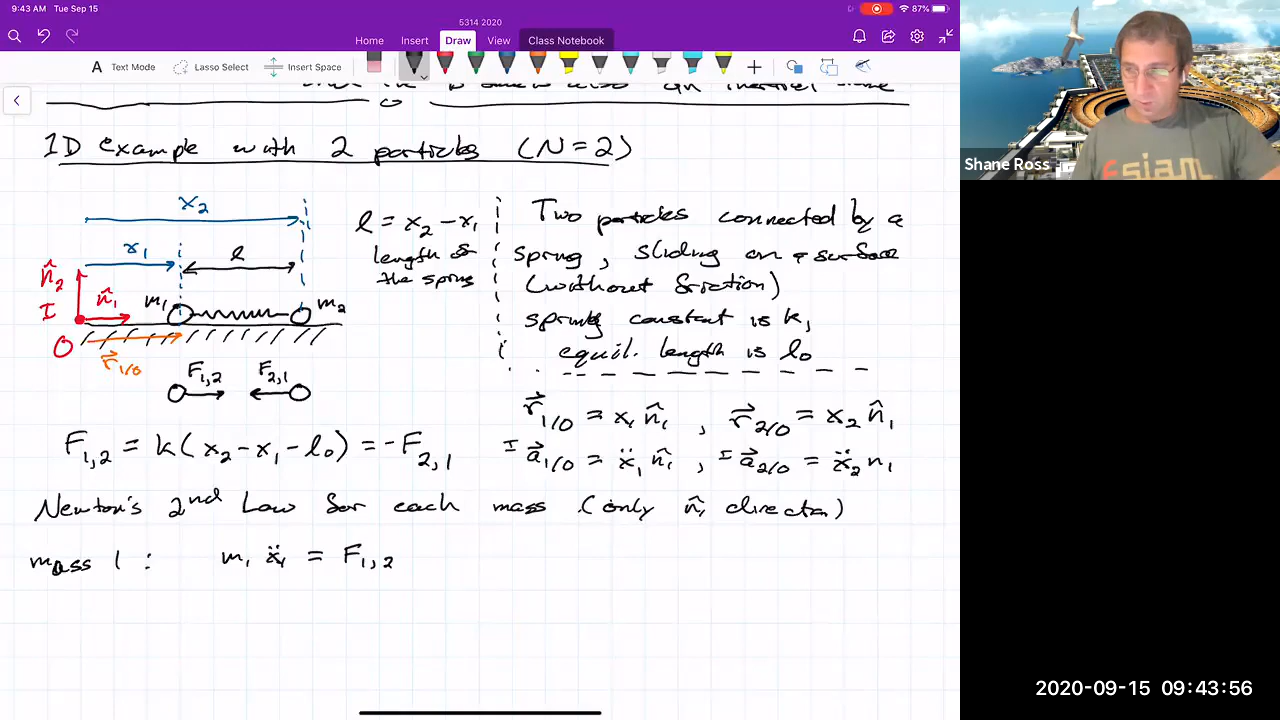 9:43 AM Tue Sep 15
87%
5314 2020
Home Insert Draw View Class Notebook
A Text Mode Lasso Select Insert Space
an inertial frame
1D example with 2 particles (N=2)
x₂
x₁
l
n̂₂
I
n̂₁
m₁
m₂
O
r⃗₁/₀
F₁,₂ F₂,₁
l = x₂ - x₁
length of
the spring
Two particles connected by a
spring, sliding on a surface
(without friction)
spring constant is k,
equil. length is l₀
r⃗₁/₀ = x₁ n̂₁ , r⃗₂/₀ = x₂ n̂₁
ᴵa⃗₁/₀ = ẍ₁ n̂₁ , ᴵa⃗₂/₀ = ẍ₂ n₁
F₁,₂ = k(x₂ - x₁ - l₀) = -F₂,₁
Newton's 2nd Law for each mass (only n̂₁ direction)
mass 1 : m₁ ẍ₁ = F₁,₂
Shane Ross
esiam
2020-09-15 09:43:56